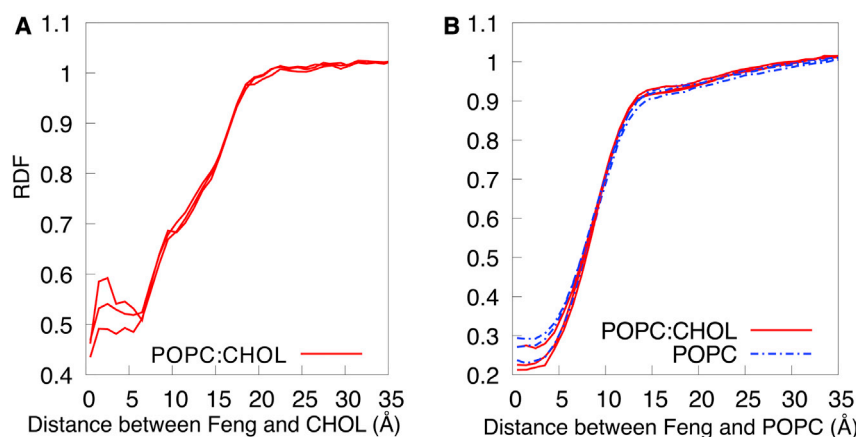 A
RDF
1.1
1
0.9
0.8
0.7
0.6
0.5
0.4
POPC:CHOL
0 5 10 15 20 25 30 35
Distance between Feng and CHOL (Å)
B
1.1
1
0.9
0.8
0.7
0.6
0.5
0.4
0.3
0.2
POPC:CHOL
POPC
0 5 10 15 20 25 30 35
Distance between Feng and POPC (Å)